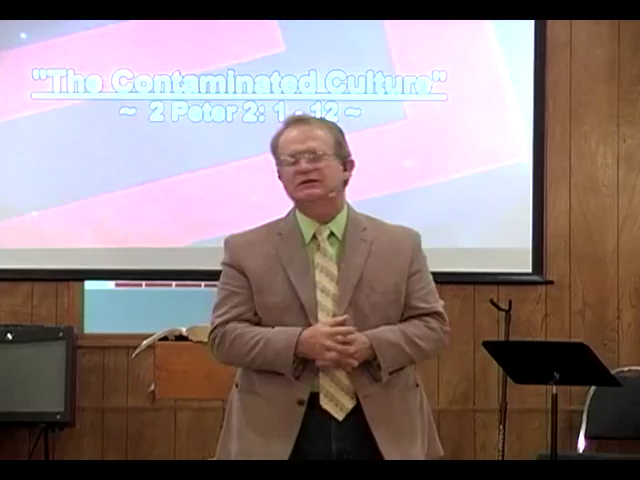 "The Contaminated Culture"
~ 2 Peter 2: 1 - 12 ~